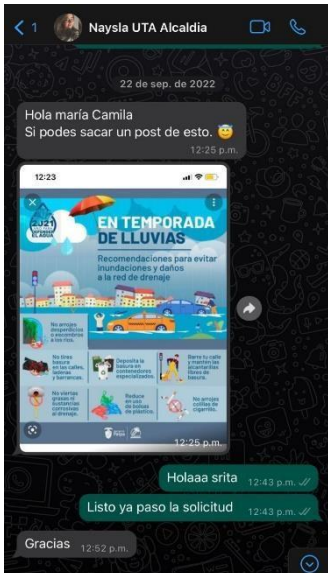 1
Naysla UTA Alcaldia
22 de sep. de 2022
Hola maría Camila
Si podes sacar un post de esto. 😇
12:25 p.m.
12:23
2021
EL AGUA
EN TEMPORADA
DE LLUVIAS
Recomendaciones para evitar
inundaciones y daños
a la red de drenaje
No arrojes
desperdicios
o escombros
a los ríos.
No tires
basura
en las calles,
laderas
y barrancas.
Deposita la
basura en
contenedores
especializados.
Barre tu calle
y mantén las
alcantarillas
libres de
basura.
No viertas
grasas ni
sustancias
corrosivas
al drenaje.
Reduce
en uso
de bolsas
de plástico.
No arrojes
colillas de
cigarrillo.
12:25 p.m.
Holaaa srita
12:43 p.m.
Listo ya paso la solicitud
12:43 p.m.
Gracias
12:52 p.m.